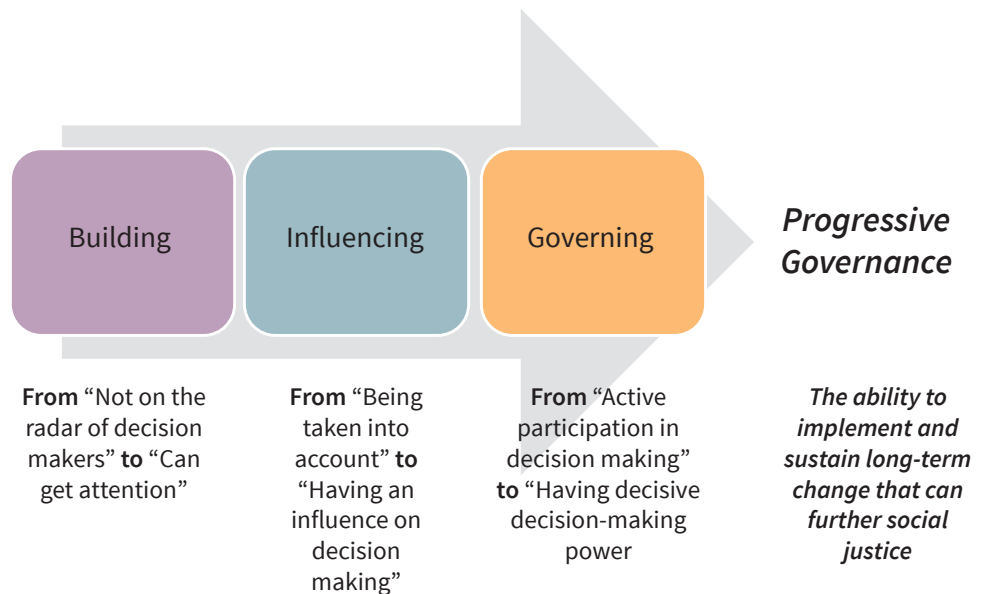 Building
Influencing
Governing
Progressive
Governance
From “Not on the
radar of decision
makers” to “Can
get attention”
From “Being
taken into
account” to
“Having an
influence on
decision
making”
From “Active
participation in
decision making”
to “Having decisive
decision-making
power
The ability to
implement and
sustain long-term
change that can
further social
justice